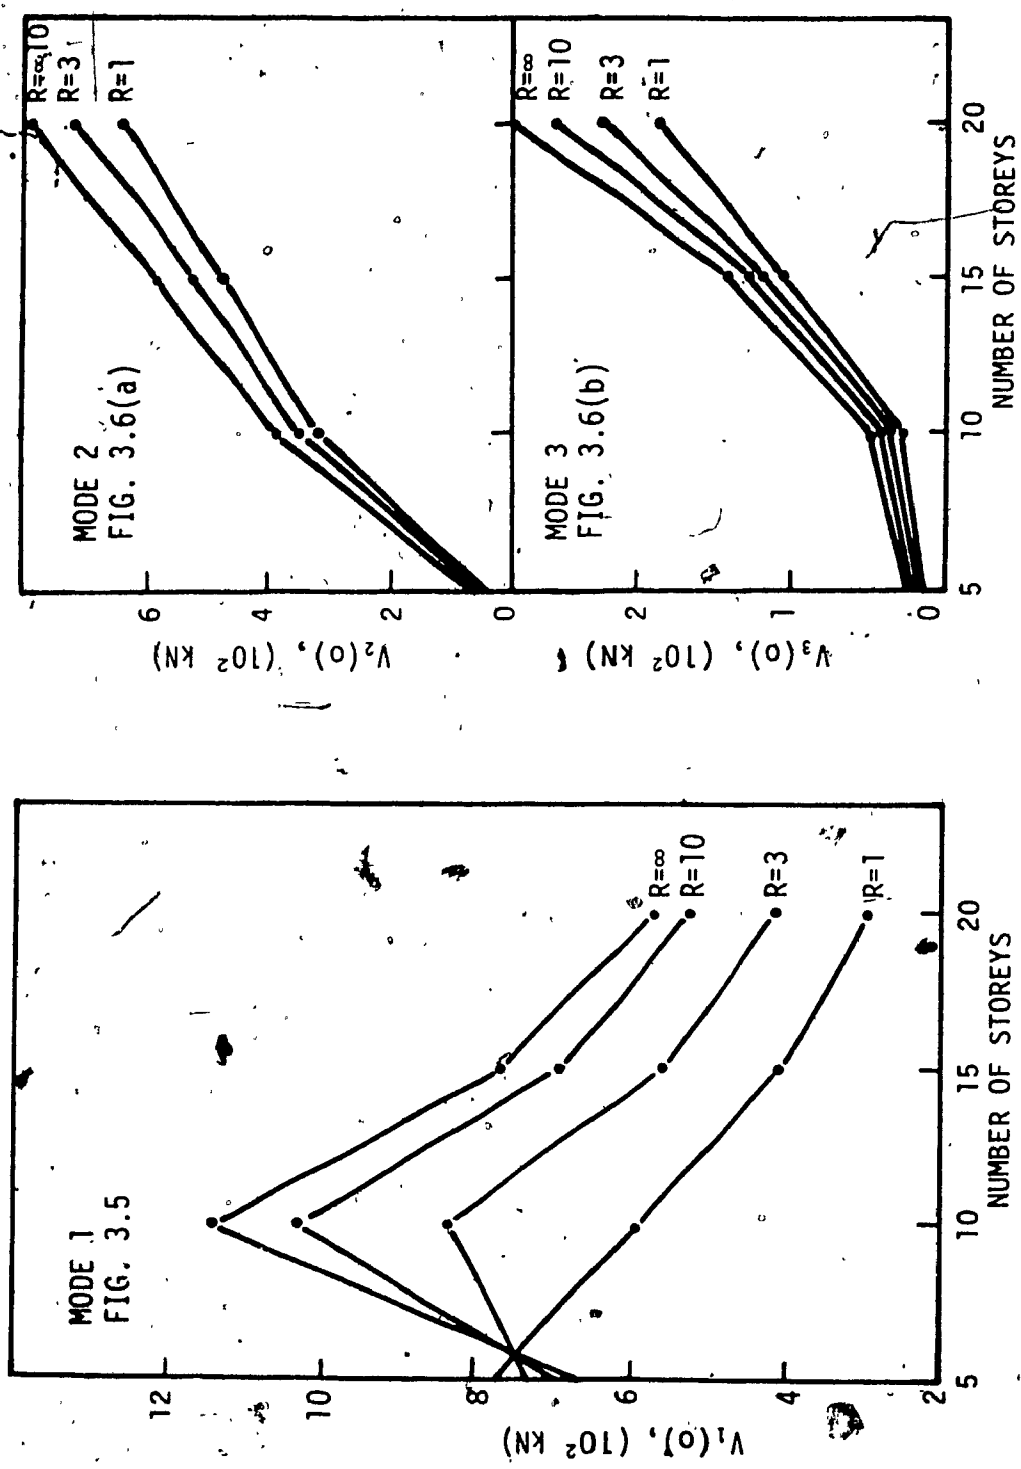 MODE 1
FIG. 3.5
V₁(o), (10² kN)
12
10
8
6
4
2
5
10
15
20
R=∞
R=10
R=3
R=1
NUMBER OF STOREYS
MODE 2
FIG. 3.6(a)
V₂(o), (10² kN)
6
4
2
0
R=∞,10
R=3
R=1
MODE 3
FIG. 3.6(b)
V₃(o), (10² kN)
2
1
0
5
10
15
20
R=∞
R=10
R=3
R=1
NUMBER OF STOREYS